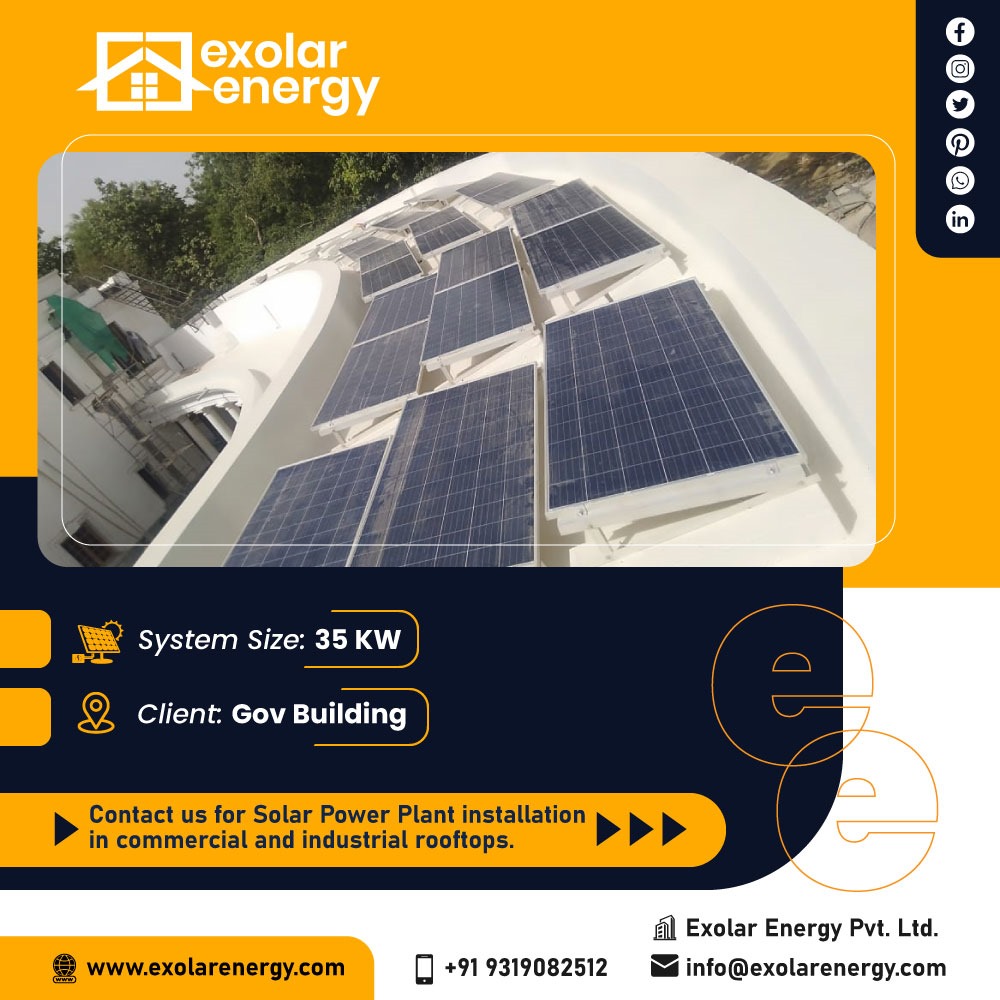 exolar
energy
System Size: 35 KW
Client: Gov Building
Contact us for Solar Power Plant installation
in commercial and industrial rooftops.
e
e
Exolar Energy Pvt. Ltd.
www.exolarenergy.com
+91 9319082512
info@exolarenergy.com